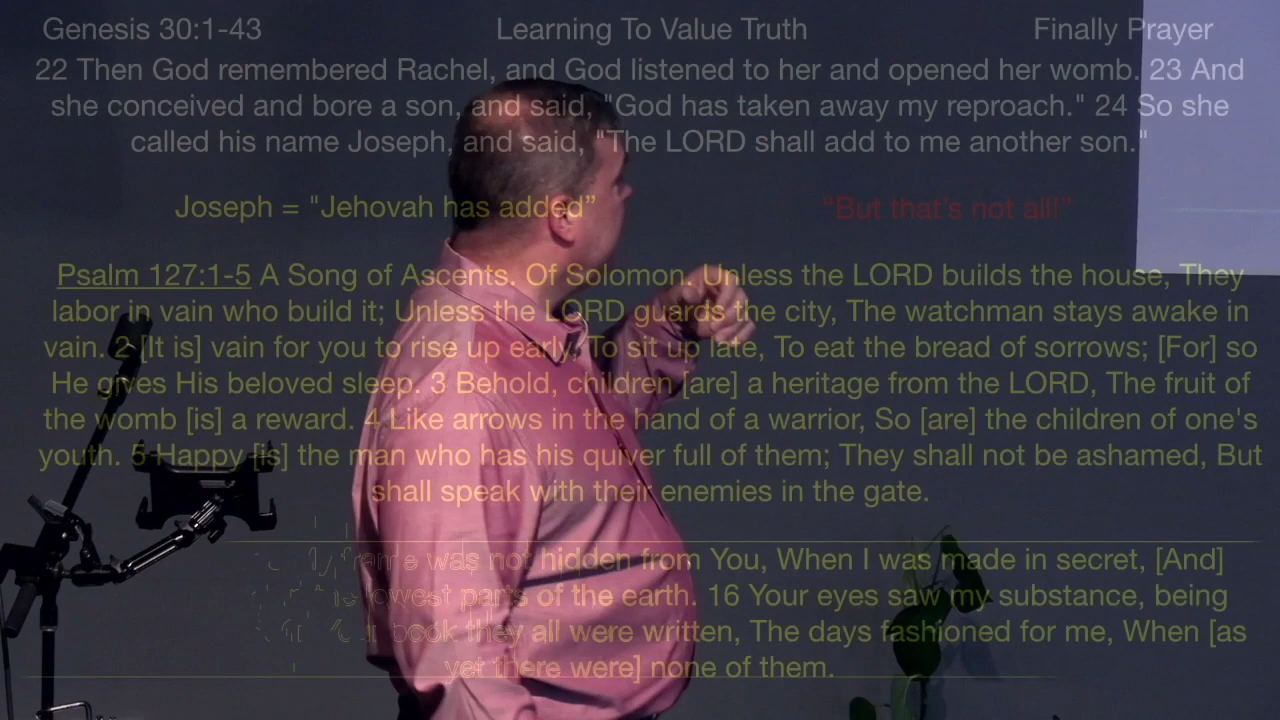 Genesis 30:1-43 Learning To Value Truth Finally Prayer
22 Then God remembered Rachel, and God listened to her and opened her womb. 23 And
she conceived and bore a son, and said, "God has taken away my reproach." 24 So she
called his name Joseph, and said, "The LORD shall add to me another son."
Joseph = "Jehovah has added” “But that’s not all!”
Psalm 127:1-5 A Song of Ascents. Of Solomon. Unless the LORD builds the house, They
labor in vain who build it; Unless the LORD guards the city, The watchman stays awake in
vain. 2 [It is] vain for you to rise up early, To sit up late, To eat the bread of sorrows; [For] so
He gives His beloved sleep. 3 Behold, children [are] a heritage from the LORD, The fruit of
the womb [is] a reward. 4 Like arrows in the hand of a warrior, So [are] the children of one's
youth. 5 Happy [is] the man who has his quiver full of them; They shall not be ashamed, But
shall speak with their enemies in the gate.
frame was not hidden from You, When I was made in secret, [And]
lowest parts of the earth. 16 Your eyes saw my substance, being
book they all were written, The days fashioned for me, When [as
yet there were] none of them.